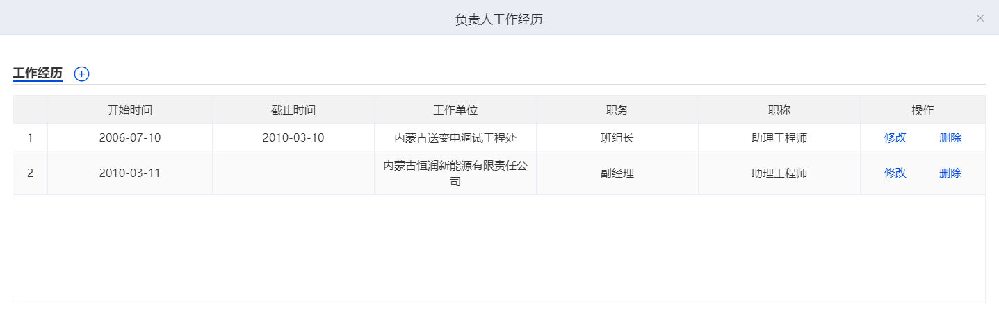 负责人工作经历
工作经历
开始时间 截止时间 工作单位 职务 职称 操作
1 2006-07-10 2010-03-10 内蒙古送变电调试工程处 班组长 助理工程师 修改 删除
2 2010-03-11 内蒙古恒润新能源有限责任公 副经理 助理工程师 修改 删除
司